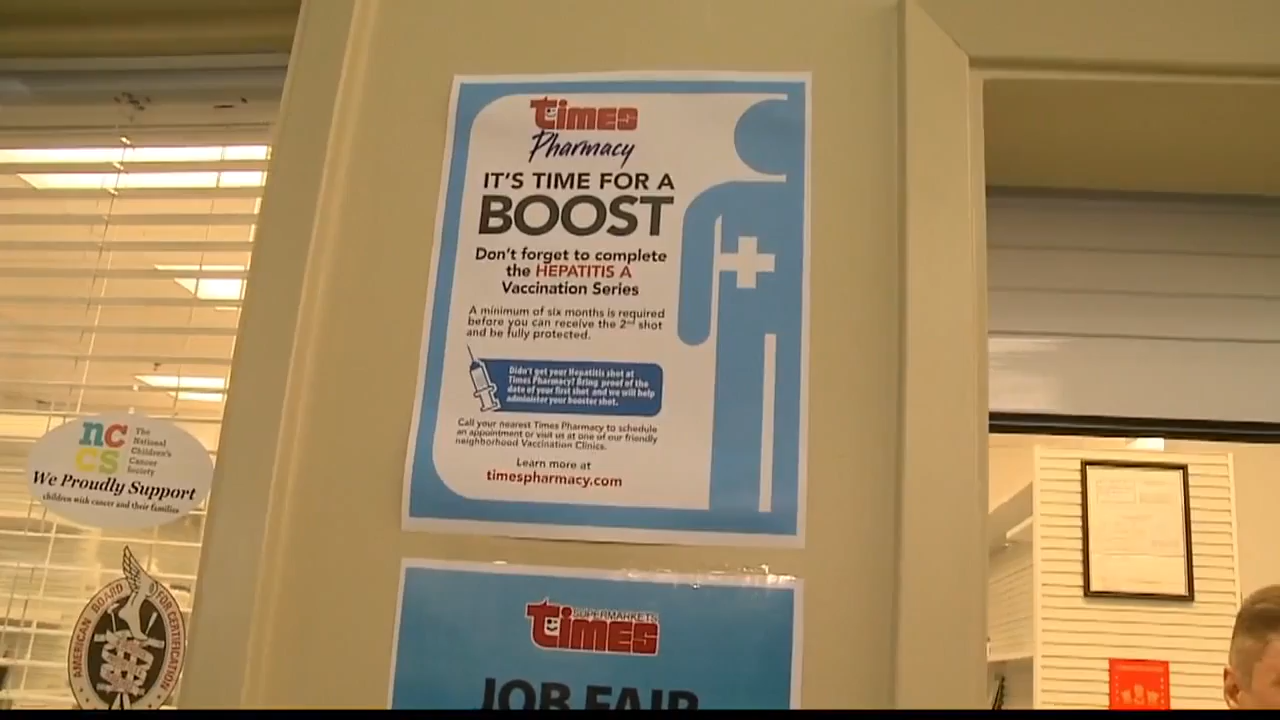 Times
Pharmacy
IT'S TIME FOR A
BOOST
Don't forget to complete
the HEPATITIS A
Vaccination Series
A minimum of six months is required
before you can receive the 2nd shot
and be fully protected.
Didn't get your Hepatitis shot at
Times Pharmacy? Bring proof of the
date of your first shot and we will help
administer your booster shot.
Call your nearest Times Pharmacy to schedule
an appointment or visit us at one of our friendly
neighborhood Vaccination Clinics.
Learn more at
timespharmacy.com
SUPERMARKETS
Times
JOB FAIR
nc
cs
The
National
Children's
Cancer
Society
We Proudly Support
children with cancer and their families
AMERICAN BOARD FOR CERTIFICATION